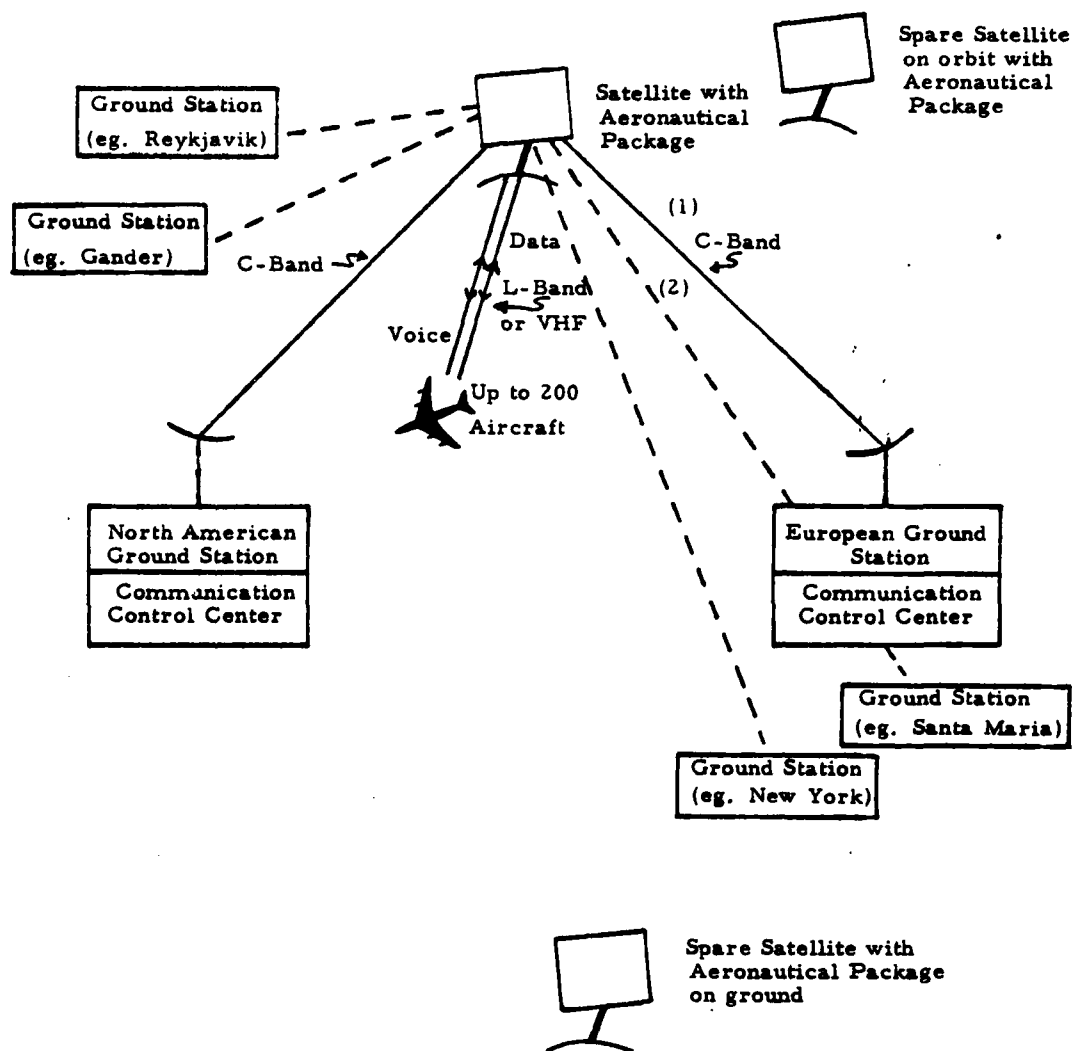 Spare Satellite
on orbit with
Aeronautical
Package
Satellite with
Aeronautical
Package
Ground Station
(eg. Reykjavik)
Ground Station
(eg. Gander)
C-Band
(1)
C-Band
Data
(2)
L-Band
or VHF
Voice
Up to 200
Aircraft
North American
Ground Station
Communication
Control Center
European Ground
Station
Communication
Control Center
Ground Station
(eg. Santa Maria)
Ground Station
(eg. New York)
Spare Satellite with
Aeronautical Package
on ground